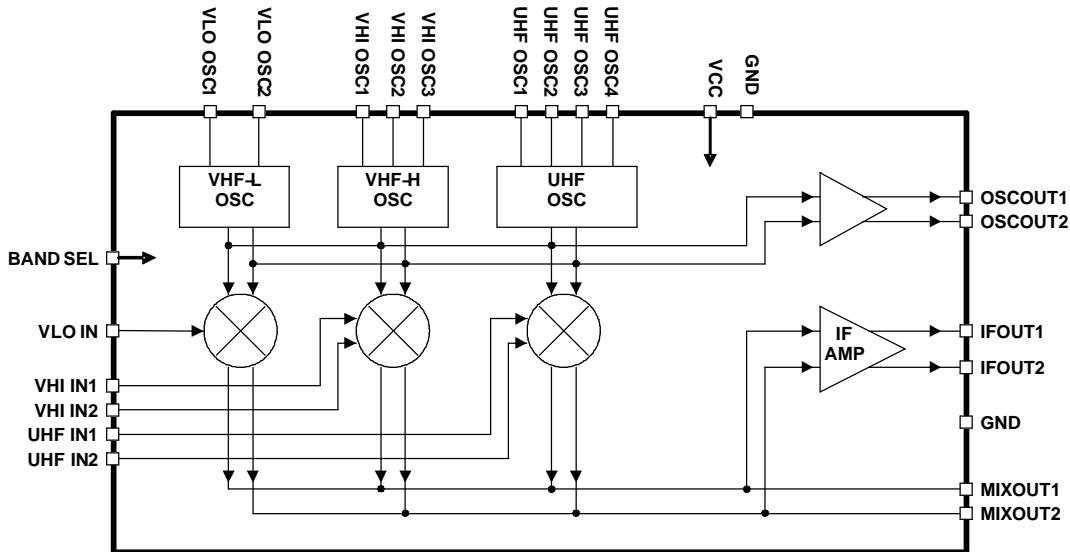 VLO OSC1
VLO OSC2
VHI OSC1
VHI OSC2
VHI OSC3
UHF OSC1
UHF OSC2
UHF OSC3
UHF OSC4
VCC
GND
VHF-L
OSC
VHF-H
OSC
UHF
OSC
OSCOUT1
OSCOUT2
BAND SEL
VLO IN
IF
AMP
IFOUT1
IFOUT2
VHI IN1
VHI IN2
UHF IN1
UHF IN2
GND
MIXOUT1
MIXOUT2